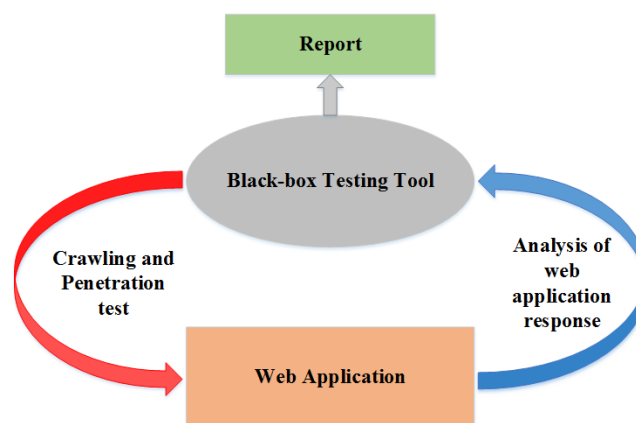 Report
Black-box Testing Tool
Crawling and
Penetration
test
Analysis of
web
application
response
Web Application